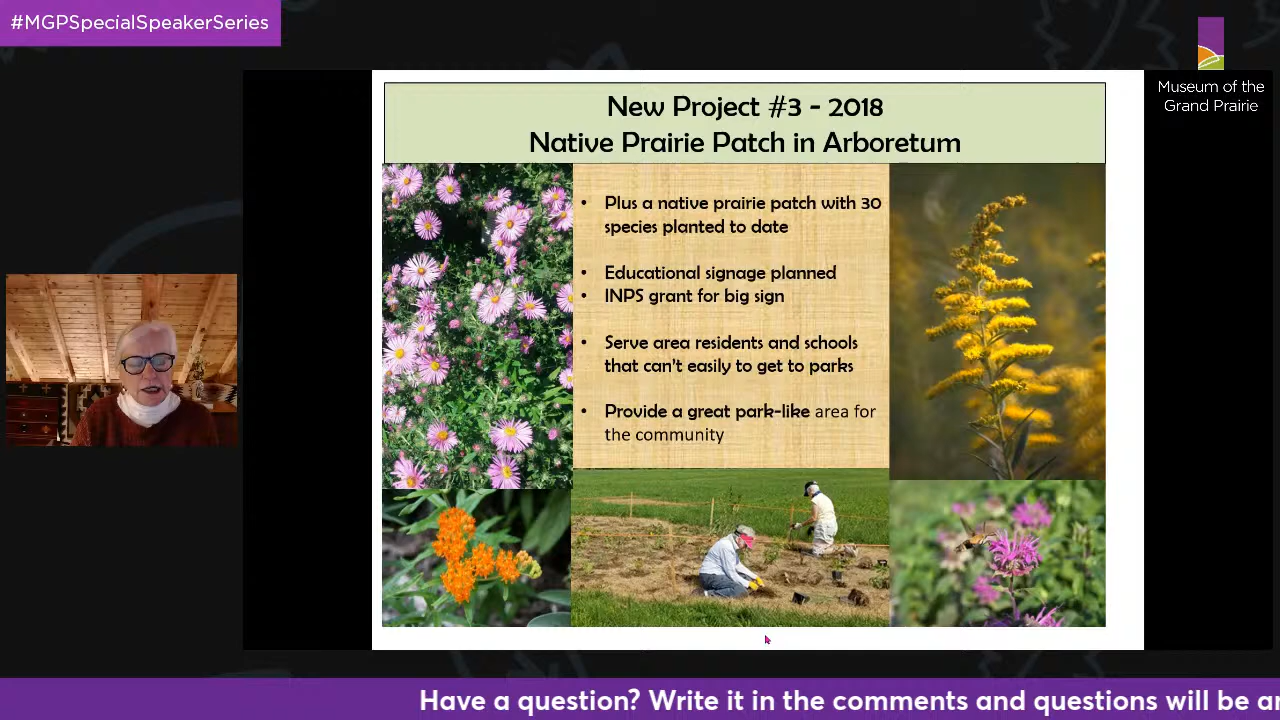 #MGPSpecialSpeakerSeries
Museum of the
Grand Prairie
New Project #3 - 2018
Native Prairie Patch in Arboretum
• Plus a native prairie patch with 30
species planted to date
• Educational signage planned
• INPS grant for big sign
• Serve area residents and schools
that can't easily to get to parks
• Provide a great park-like area for
the community
Have a question? Write it in the comments and questions will be